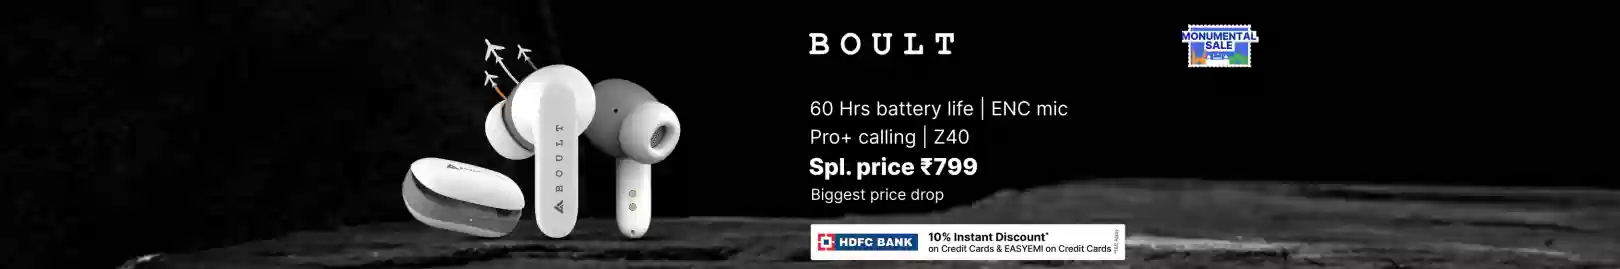 BOULT
MONUMENTAL
SALE
60 Hrs battery life | ENC mic
Pro+ calling | Z40
Spl. price ₹799
Biggest price drop
BOULT
HDFC BANK
10% Instant Discount*
on Credit Cards & EASYEMI on Credit Cards